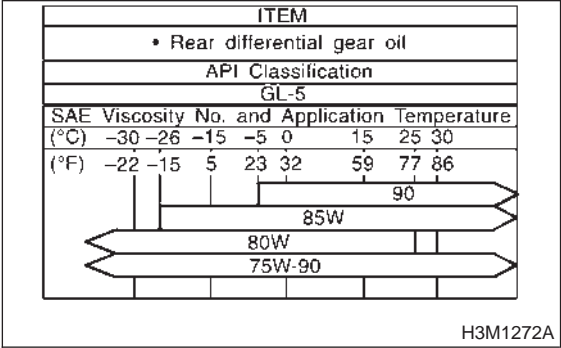 ITEM
• Rear differential gear oil
API Classification
GL-5
SAE Viscosity No. and Application Temperature
(°C) −30 −26 −15 −5 0 15 25 30
(°F) −22 −15 5 23 32 59 77 86
90
85W
80W
75W-90
H3M1272A